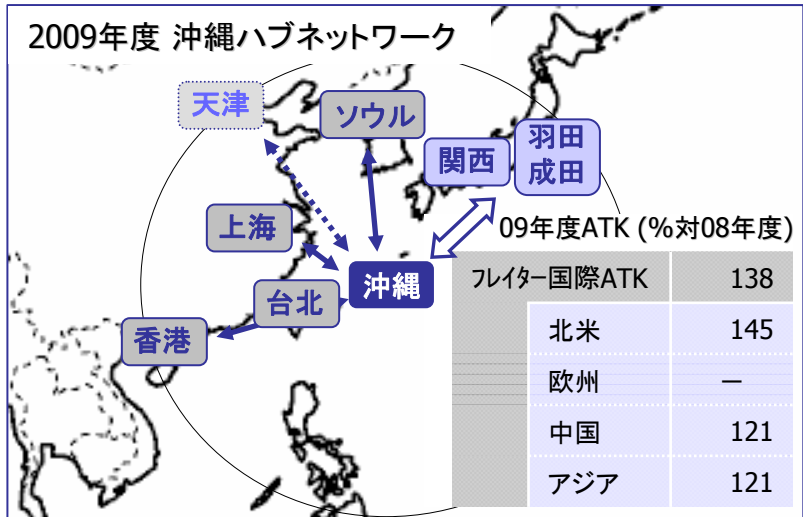 2009年度 沖縄ハブネットワーク
天津
ソウル
関西
羽田
成田
上海
沖縄
台北
香港
09年度ATK (%対08年度)
フレイター国際ATK 138
北米 145
欧州 －
中国 121
アジア 121